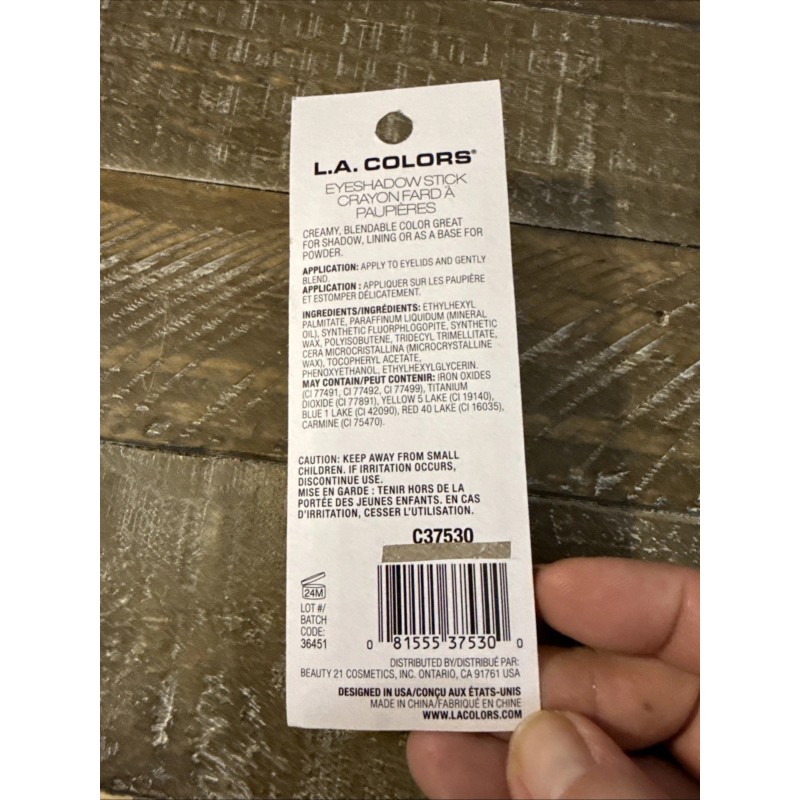 L.A. COLORS®
EYESHADOW STICK
CRAYON FARD À
PAUPIÈRES
CREAMY, BLENDABLE COLOR GREAT
FOR SHADOW, LINING OR AS A BASE FOR
POWDER.
APPLICATION: APPLY TO EYELIDS AND GENTLY
BLEND.
APPLICATION : APPLIQUER SUR LES PAUPIÈRE
ET ESTOMPER DÉLICATEMENT.
INGREDIENTS/INGRÉDIENTS: ETHYLHEXYL
PALMITATE, PARAFFINUM LIQUIDUM (MINERAL
OIL), SYNTHETIC FLUORPHLOGOPITE, SYNTHETIC
WAX, POLYISOBUTENE, TRIDECYL TRIMELLITATE,
CERA MICROCRISTALLINA (MICROCRYSTALLINE
WAX), TOCOPHERYL ACETATE,
PHENOXYETHANOL, ETHYLHEXYLGLYCERIN.
MAY CONTAIN/PEUT CONTENIR: IRON OXIDES
(CI 77491, CI 77492, CI 77499), TITANIUM
DIOXIDE (CI 77891), YELLOW 5 LAKE (CI 19140),
BLUE 1 LAKE (CI 42090), RED 40 LAKE (CI 16035),
CARMINE (CI 75470).
CAUTION: KEEP AWAY FROM SMALL
CHILDREN. IF IRRITATION OCCURS,
DISCONTINUE USE.
MISE EN GARDE : TENIR HORS DE LA
PORTÉE DES JEUNES ENFANTS. EN CAS
D'IRRITATION, CESSER L'UTILISATION.
C37530
24M
LOT #/
BATCH
CODE:
36451
0 81555 37530 0
DISTRIBUTED BY/DISTRIBUÉ PAR:
BEAUTY 21 COSMETICS, INC. ONTARIO, CA 91761 USA
DESIGNED IN USA/CONÇU AUX ÉTATS-UNIS
MADE IN CHINA/FABRIQUÉ EN CHINE
WWW.LACOLORS.COM